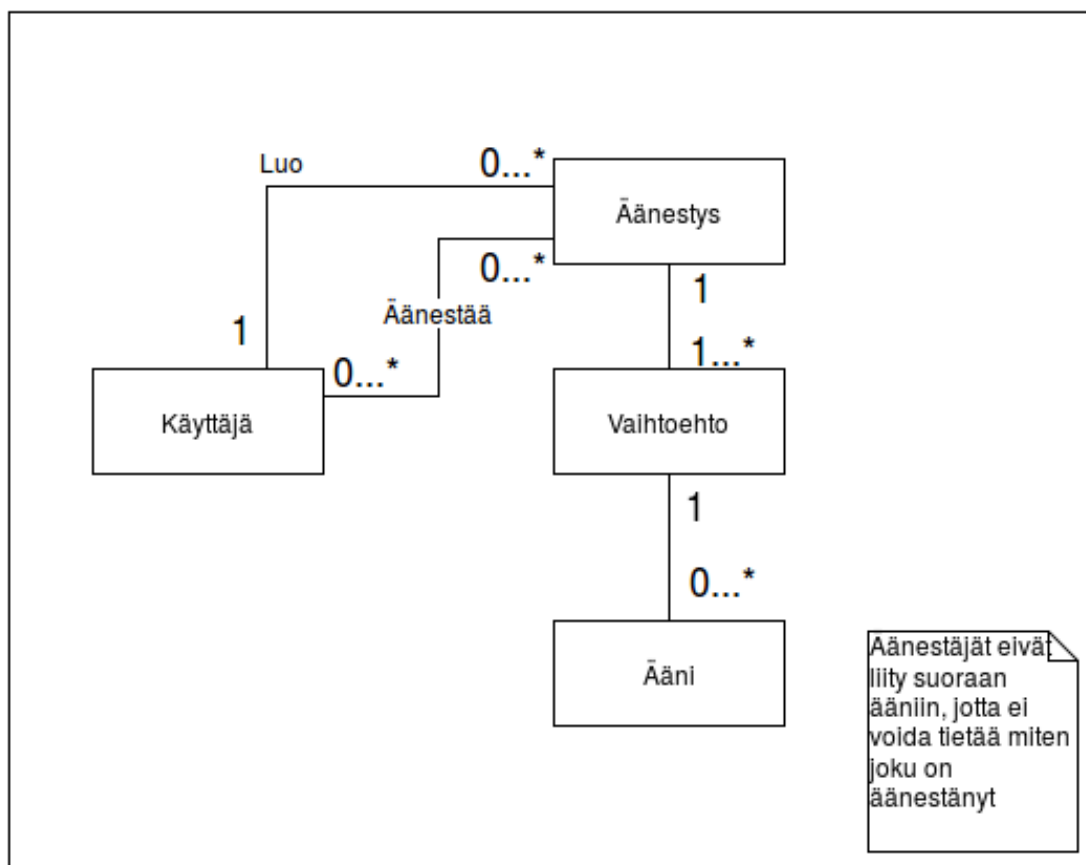 Luo
0...*
Äänestys
0...*
Äänestää
1
1
0...*
1...*
Käyttäjä
Vaihtoehto
1
0...*
Ääni
Äänestäjät eivät
liity suoraan
ääniin, jotta ei
voida tietää miten
joku on
äänestänyt